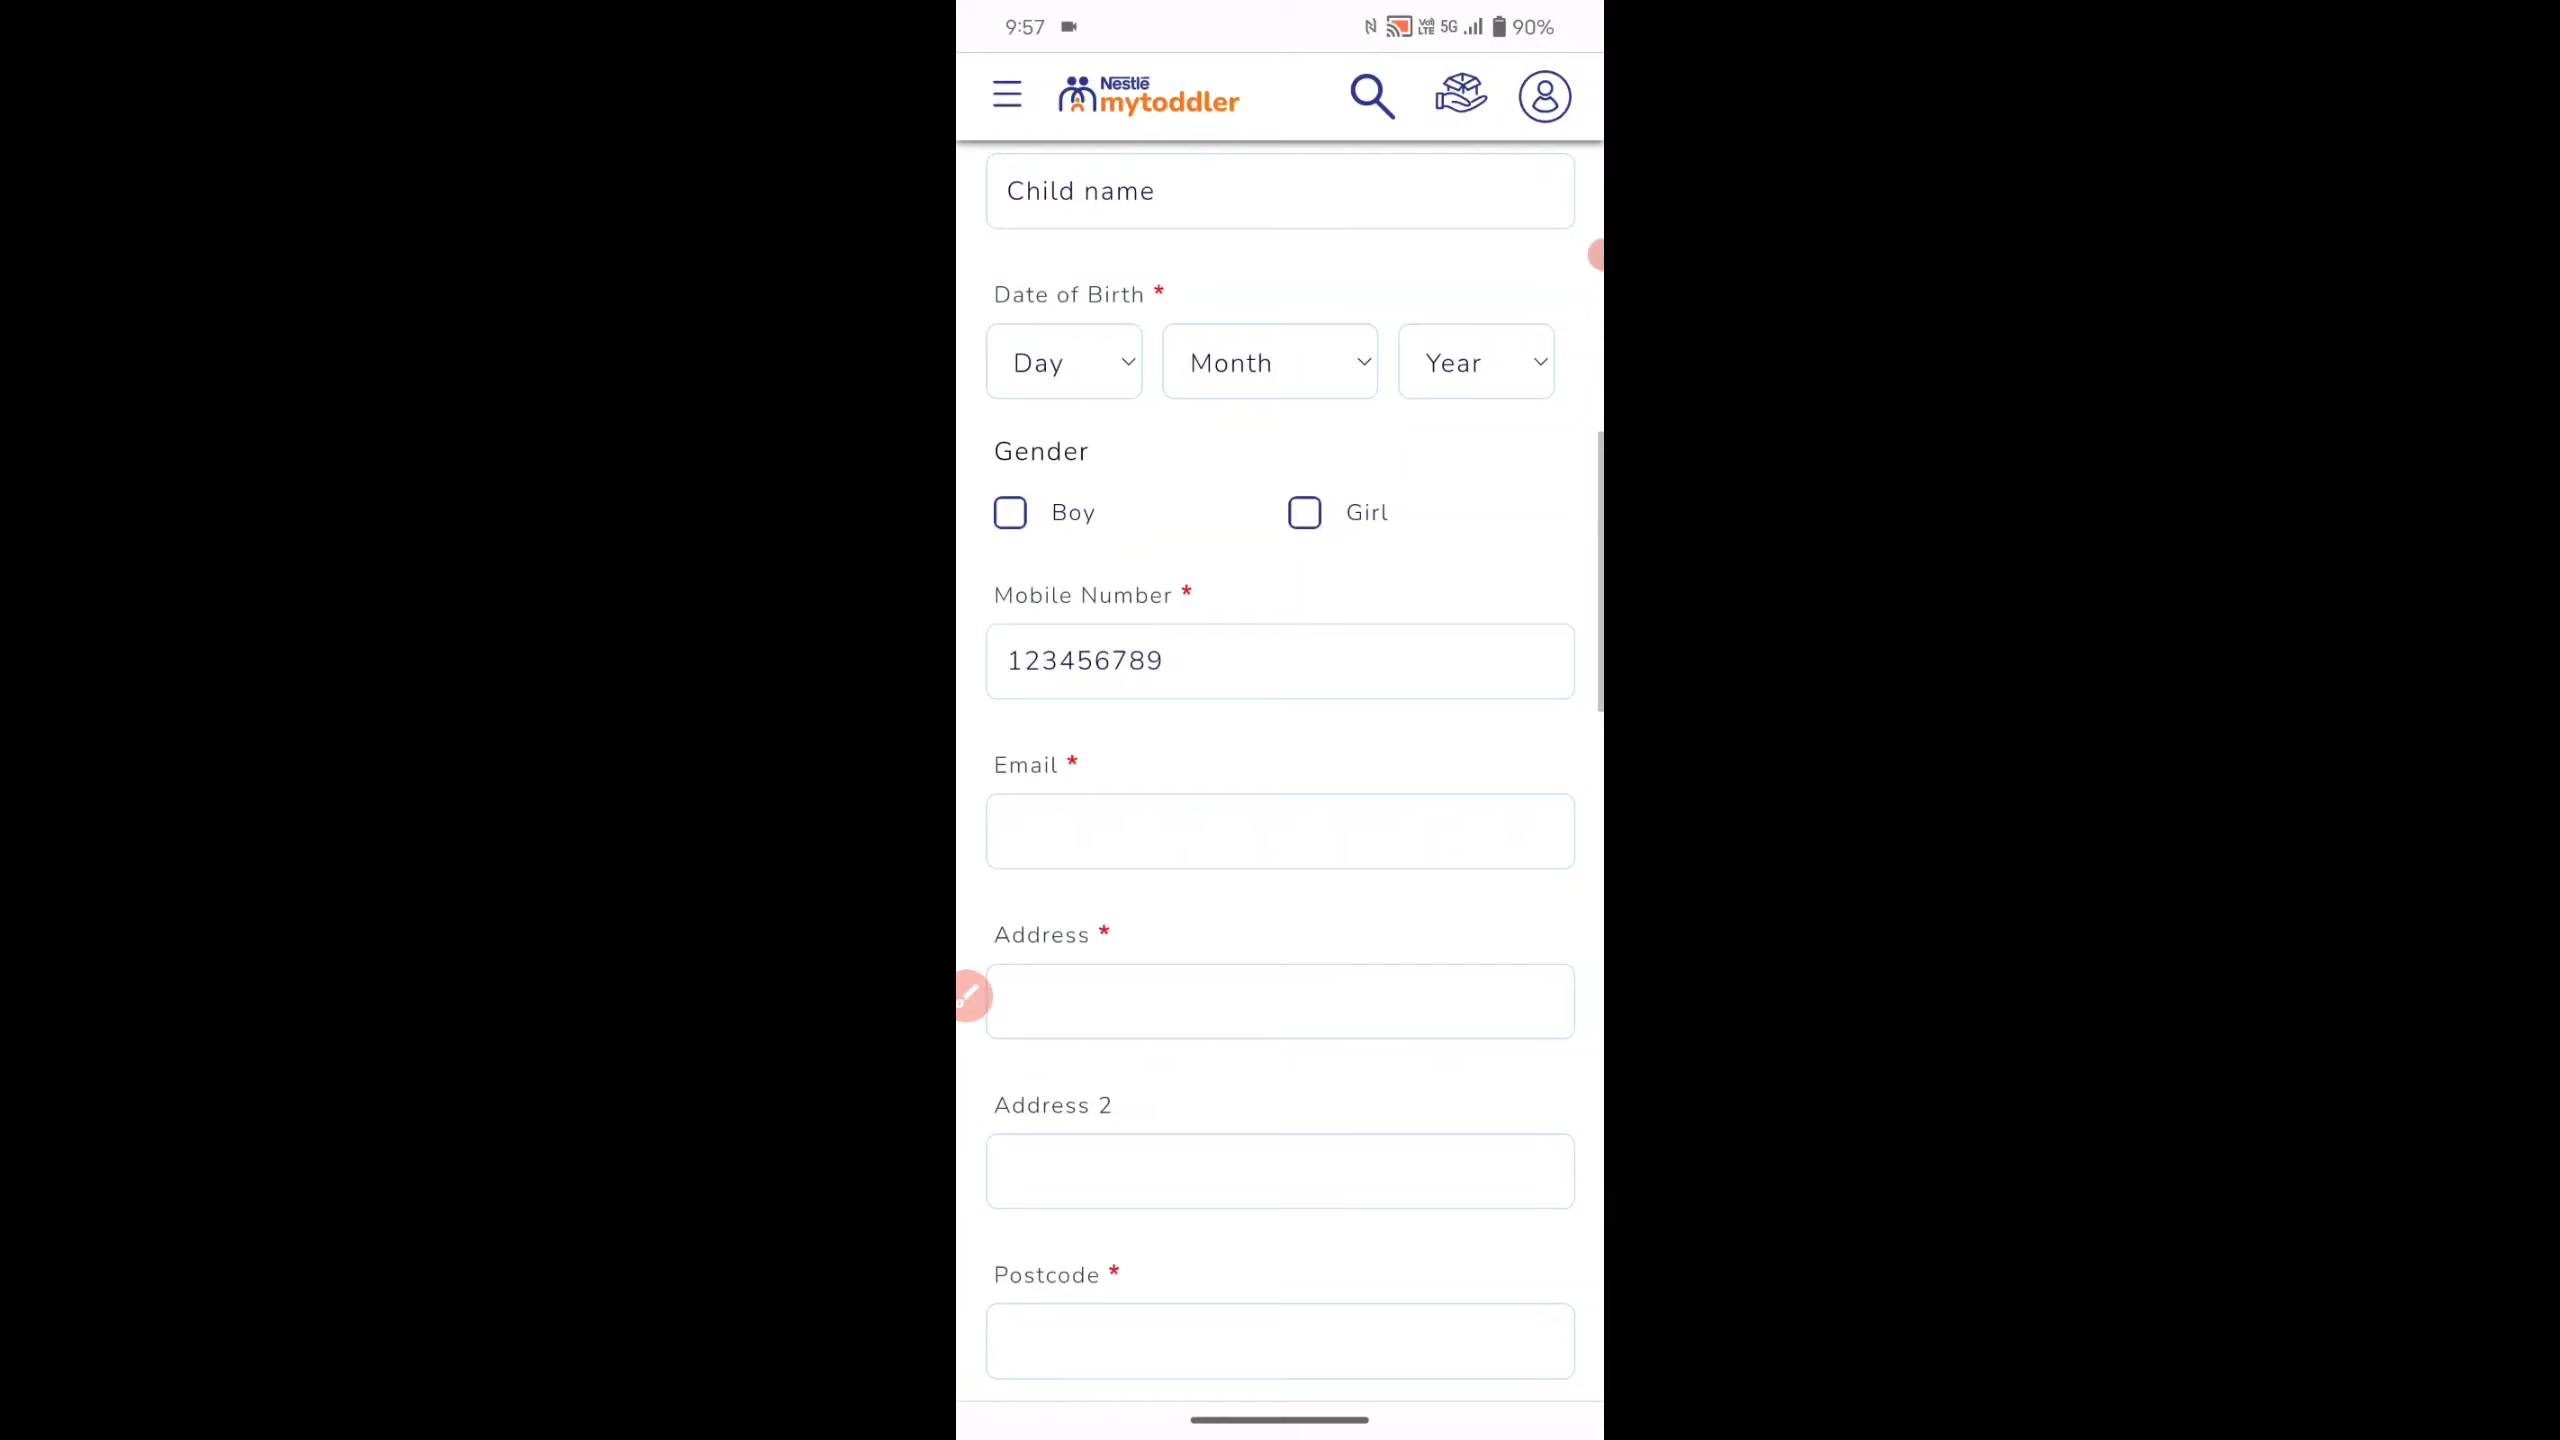 9:57 5G 90%
Nestlé
mytoddler
Child name
Date of Birth *
Day Month Year
Gender
Boy Girl
Mobile Number *
123456789
Email *
Address *
Address 2
Postcode *